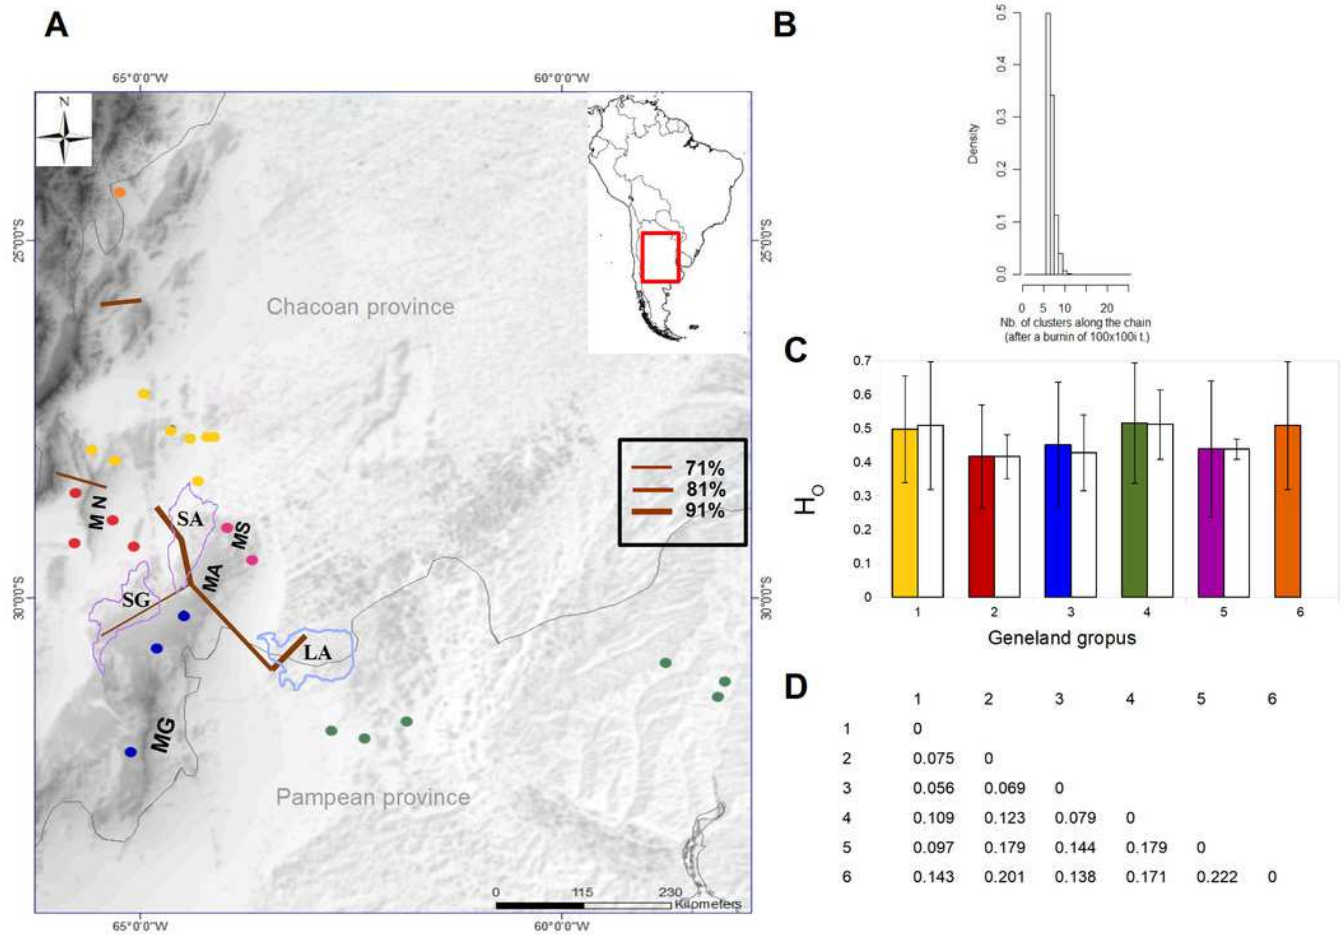 A
65°0'0"W 60°0'0"W
N
25°0'0"S 25°0'0"S
Chacoan province
71%
81%
91%
M N
SA
MS
MA
SG
30°0'0"S 30°0'0"S
LA
MG
Pampean province
0 115 230
Kilometers
65°0'0"W 60°0'0"W
B
Density
0.5
0.4
0.3
0.2
0.1
0.0
0 5 10 20
Nb. of clusters along the chain
(after a burnin of 100x100i t.)
C
HO
0.7
0.6
0.5
0.4
0.3
0.2
0.1
0
1 2 3 4 5 6
Geneland gropus
D
1 2 3 4 5 6
1 0
2 0.075 0
3 0.056 0.069 0
4 0.109 0.123 0.079 0
5 0.097 0.179 0.144 0.179 0
6 0.143 0.201 0.138 0.171 0.222 0